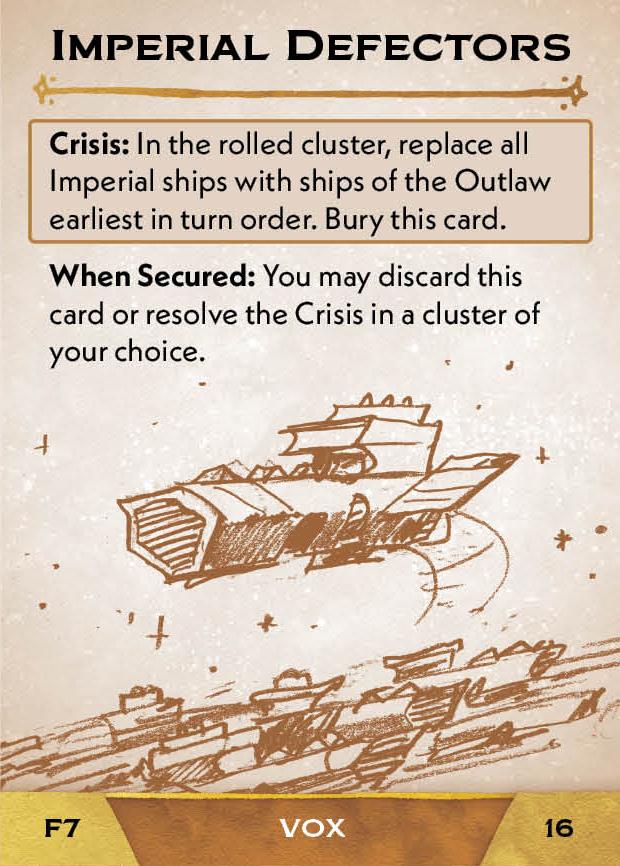 Imperial Defectors
Crisis: In the rolled cluster, replace all
Imperial ships with ships of the Outlaw
earliest in turn order. Bury this card.
When Secured: You may discard this
card or resolve the Crisis in a cluster of
your choice.
F7 VOX 16